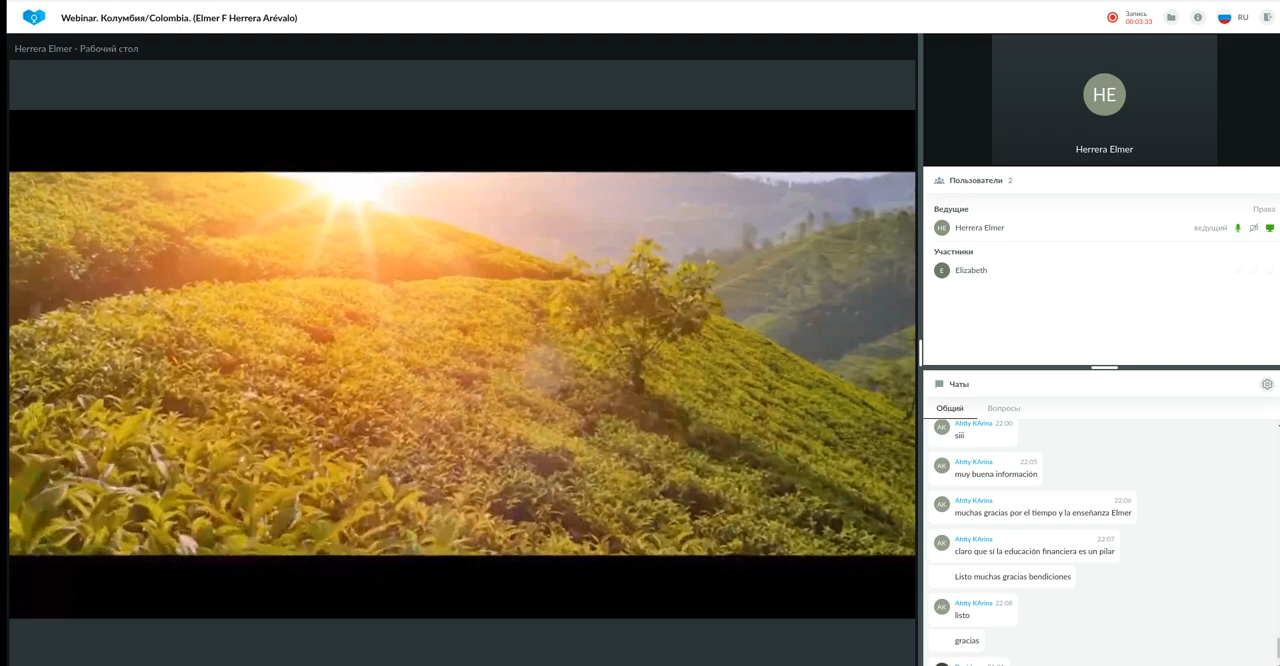 Webinar. Колумбия/Colombia. (Elmer F Herrera Arévalo)
Запись
00:03:33
RU
Herrera Elmer - Рабочий стол
HE
Herrera Elmer
Пользователи 2
Ведущие Права
HE Herrera Elmer ведущий
Участники
E Elizabeth
Чаты
Общий Вопросы
AK Ahtty KArina 22:00
siii
AK Ahtty KArina 22:05
muy buena información
AK Ahtty KArina 22:06
muchas gracias por el tiempo y la enseñanza Elmer
AK Ahtty KArina 22:07
claro que sí la educación financiera es un pilar
Listo muchas gracias bendiciones
AK Ahtty KArina 22:08
listo
gracias